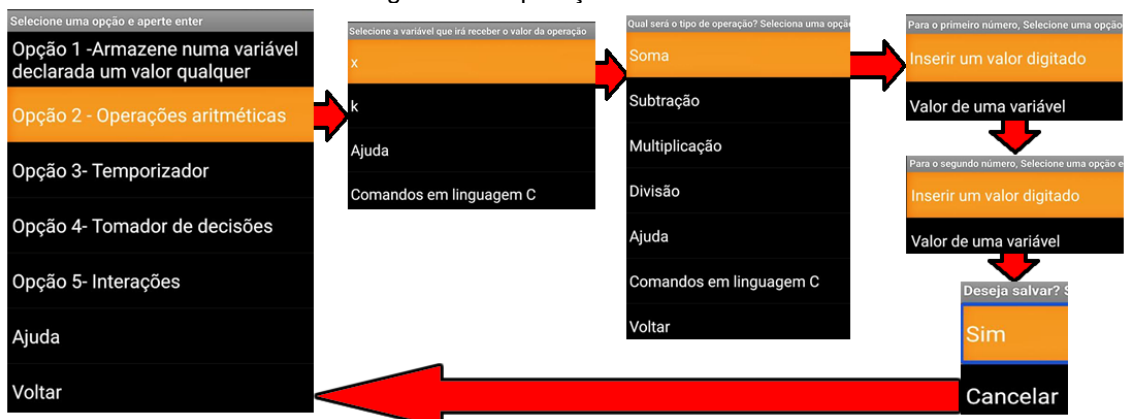 Selecione uma opção e aperte enter
Opção 1 -Armazene numa variável
declarada um valor qualquer
Opção 2 - Operações aritméticas
Opção 3- Temporizador
Opção 4- Tomador de decisões
Opção 5- Interações
Ajuda
Voltar
Selecione a variável que irá receber o valor da operação
x
k
Ajuda
Comandos em linguagem C
Qual será o tipo de operação? Seleciona uma opção
Soma
Subtração
Multiplicação
Divisão
Ajuda
Comandos em linguagem C
Voltar
Para o primeiro número, Selecione uma opção
Inserir um valor digitado
Valor de uma variável
Para o segundo número, Selecione uma opção e
Inserir um valor digitado
Valor de uma variável
Deseja salvar? S
Sim
Cancelar